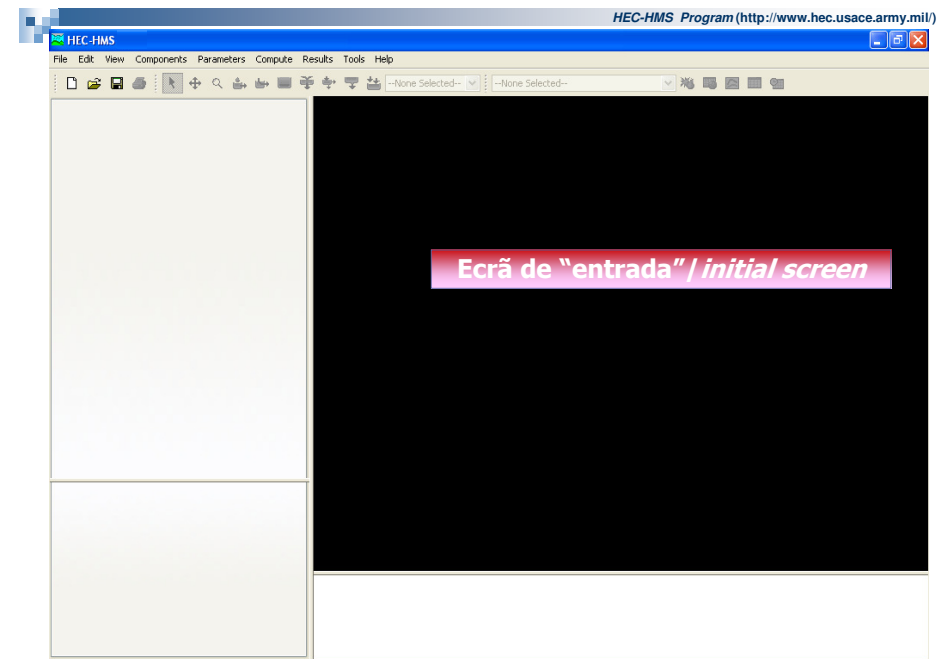 HEC-HMS Program (http://www.hec.usace.army.mil/)
HEC-HMS
File Edit View Components Parameters Compute Results Tools Help
--None Selected-- --None Selected--
Ecrã de “entrada”/ initial screen